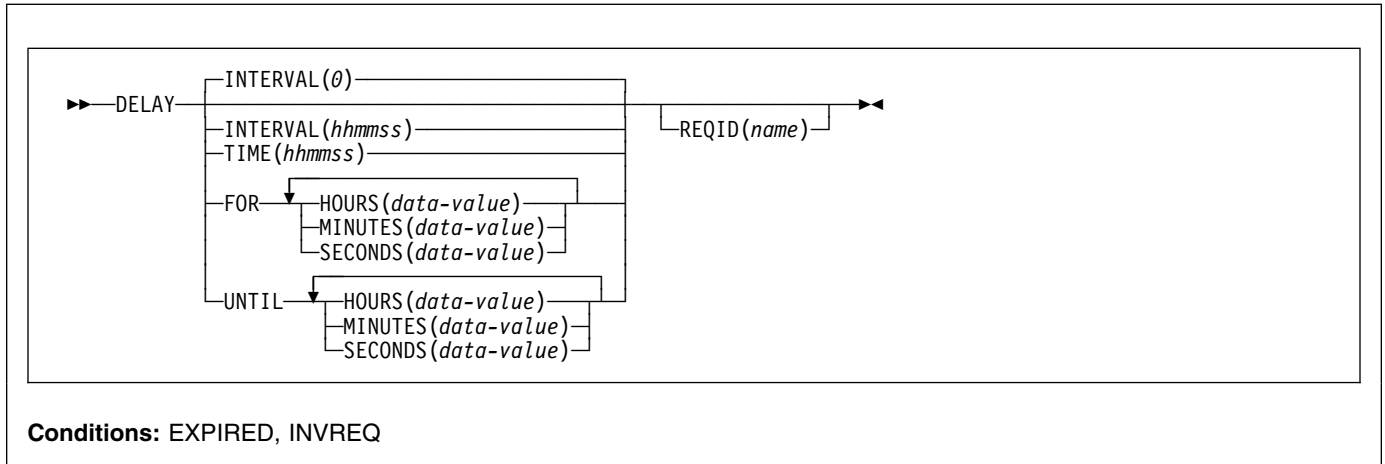 INTERVAL(0)
DELAY
INTERVAL(hhmmss)
REQID(name)
TIME(hhmmss)
FOR HOURS(data-value)
MINUTES(data-value)
SECONDS(data-value)
UNTIL HOURS(data-value)
MINUTES(data-value)
SECONDS(data-value)
Conditions: EXPIRED, INVREQ